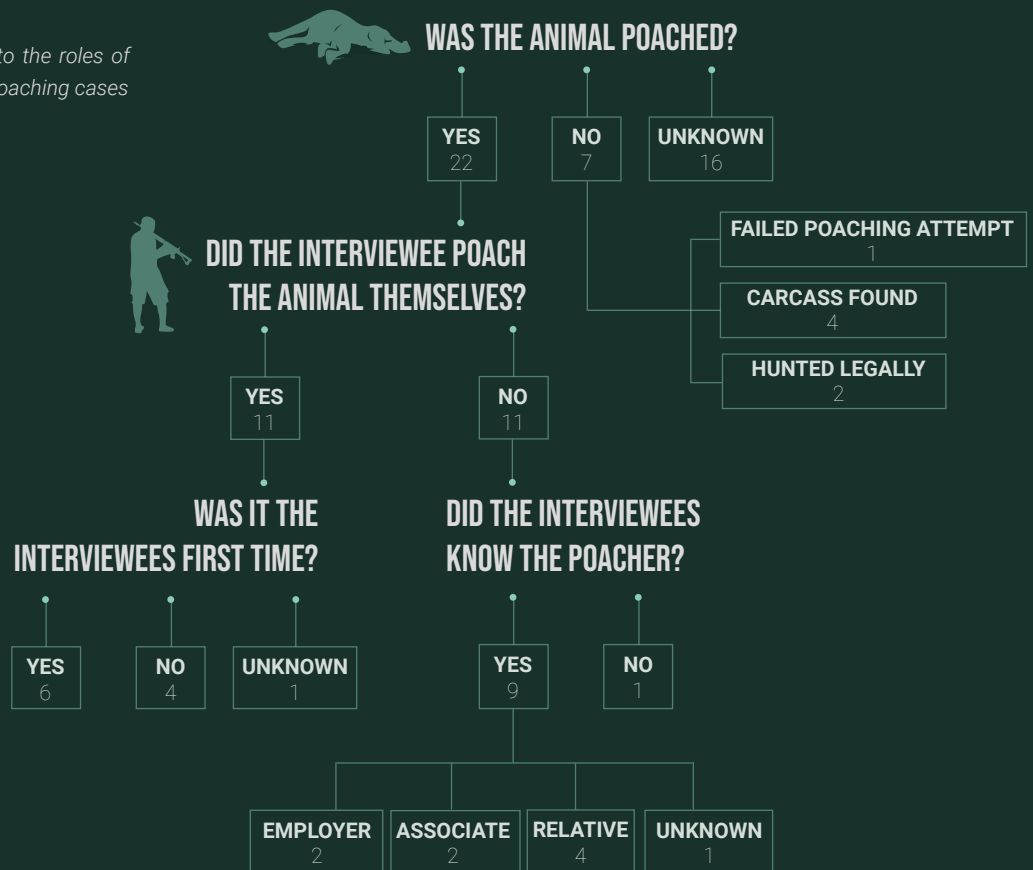 to the roles of
oaching cases
WAS THE ANIMAL POACHED?
YES
22
NO
7
UNKNOWN
16
FAILED POACHING ATTEMPT
1
CARCASS FOUND
4
HUNTED LEGALLY
2
DID THE INTERVIEWEE POACH
THE ANIMAL THEMSELVES?
YES
11
NO
11
WAS IT THE
INTERVIEWEES FIRST TIME?
DID THE INTERVIEWEES
KNOW THE POACHER?
YES
6
NO
4
UNKNOWN
1
YES
9
NO
1
EMPLOYER
2
ASSOCIATE
2
RELATIVE
4
UNKNOWN
1